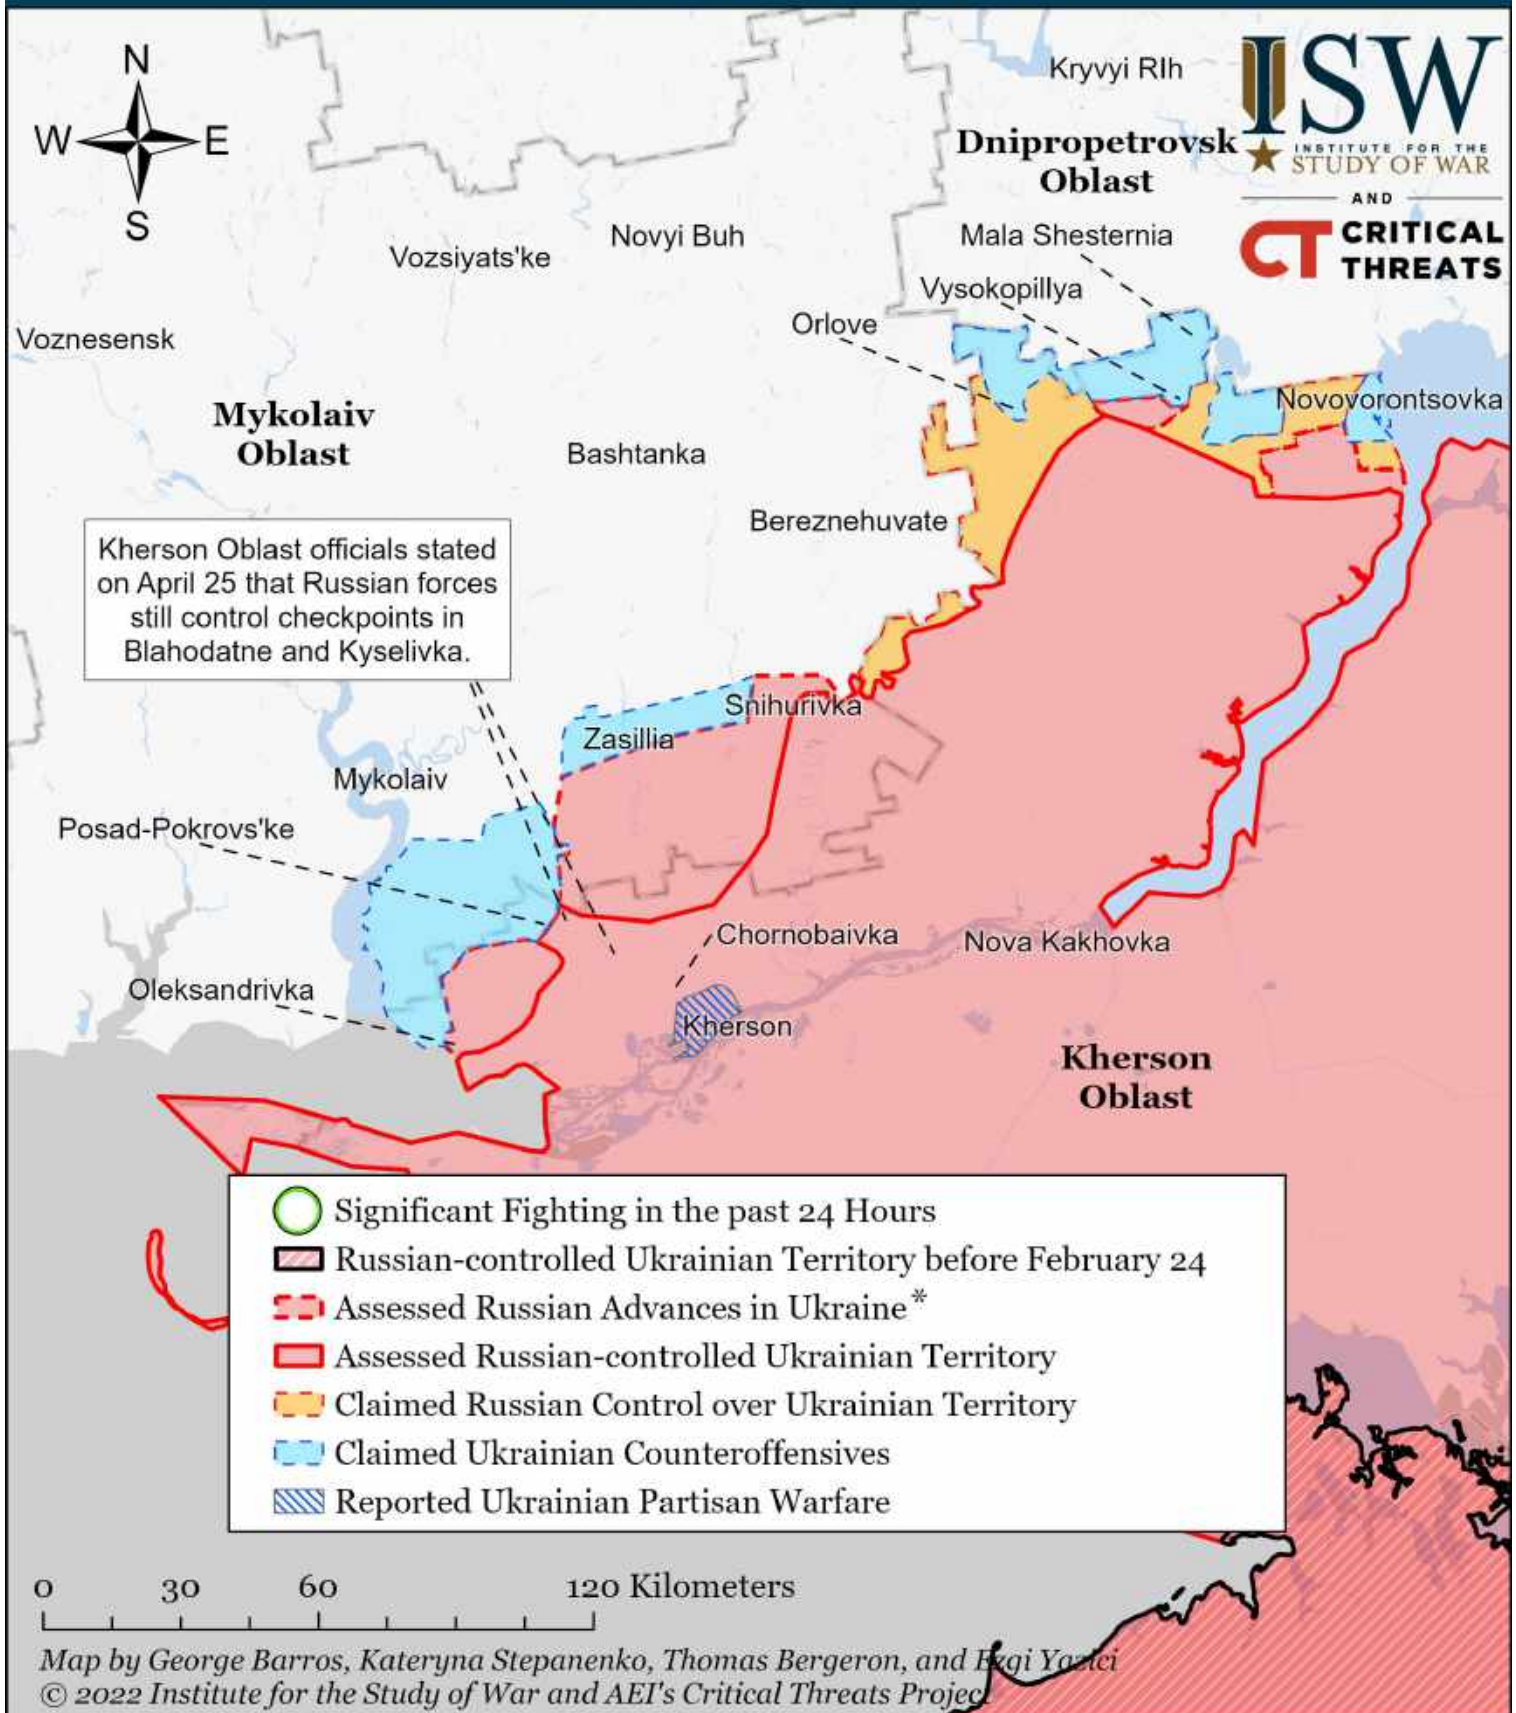 N
W E
S
Kryvyi RIh
ISW
INSTITUTE FOR THE
STUDY OF WAR
AND
CT CRITICAL
THREATS
Dnipropetrovsk
Oblast
Novyi Buh
Mala Shesternia
Vozsiyats'ke
Vysokopillya
Orlove
Voznesensk
Novovorontsovka
Mykolaiv
Oblast
Bashtanka
Bereznehuvate
Kherson Oblast officials stated
on April 25 that Russian forces
still control checkpoints in
Blahodatne and Kyselivka.
Snihurivka
Zasillia
Mykolaiv
Posad-Pokrovs'ke
Chornobaivka
Nova Kakhovka
Oleksandrivka
Kherson
Kherson
Oblast
Significant Fighting in the past 24 Hours
Russian-controlled Ukrainian Territory before February 24
Assessed Russian Advances in Ukraine*
Assessed Russian-controlled Ukrainian Territory
Claimed Russian Control over Ukrainian Territory
Claimed Ukrainian Counteroffensives
Reported Ukrainian Partisan Warfare
0 30 60 120 Kilometers
Map by George Barros, Kateryna Stepanenko, Thomas Bergeron, and Ezgi Yazici
© 2022 Institute for the Study of War and AEI's Critical Threats Project